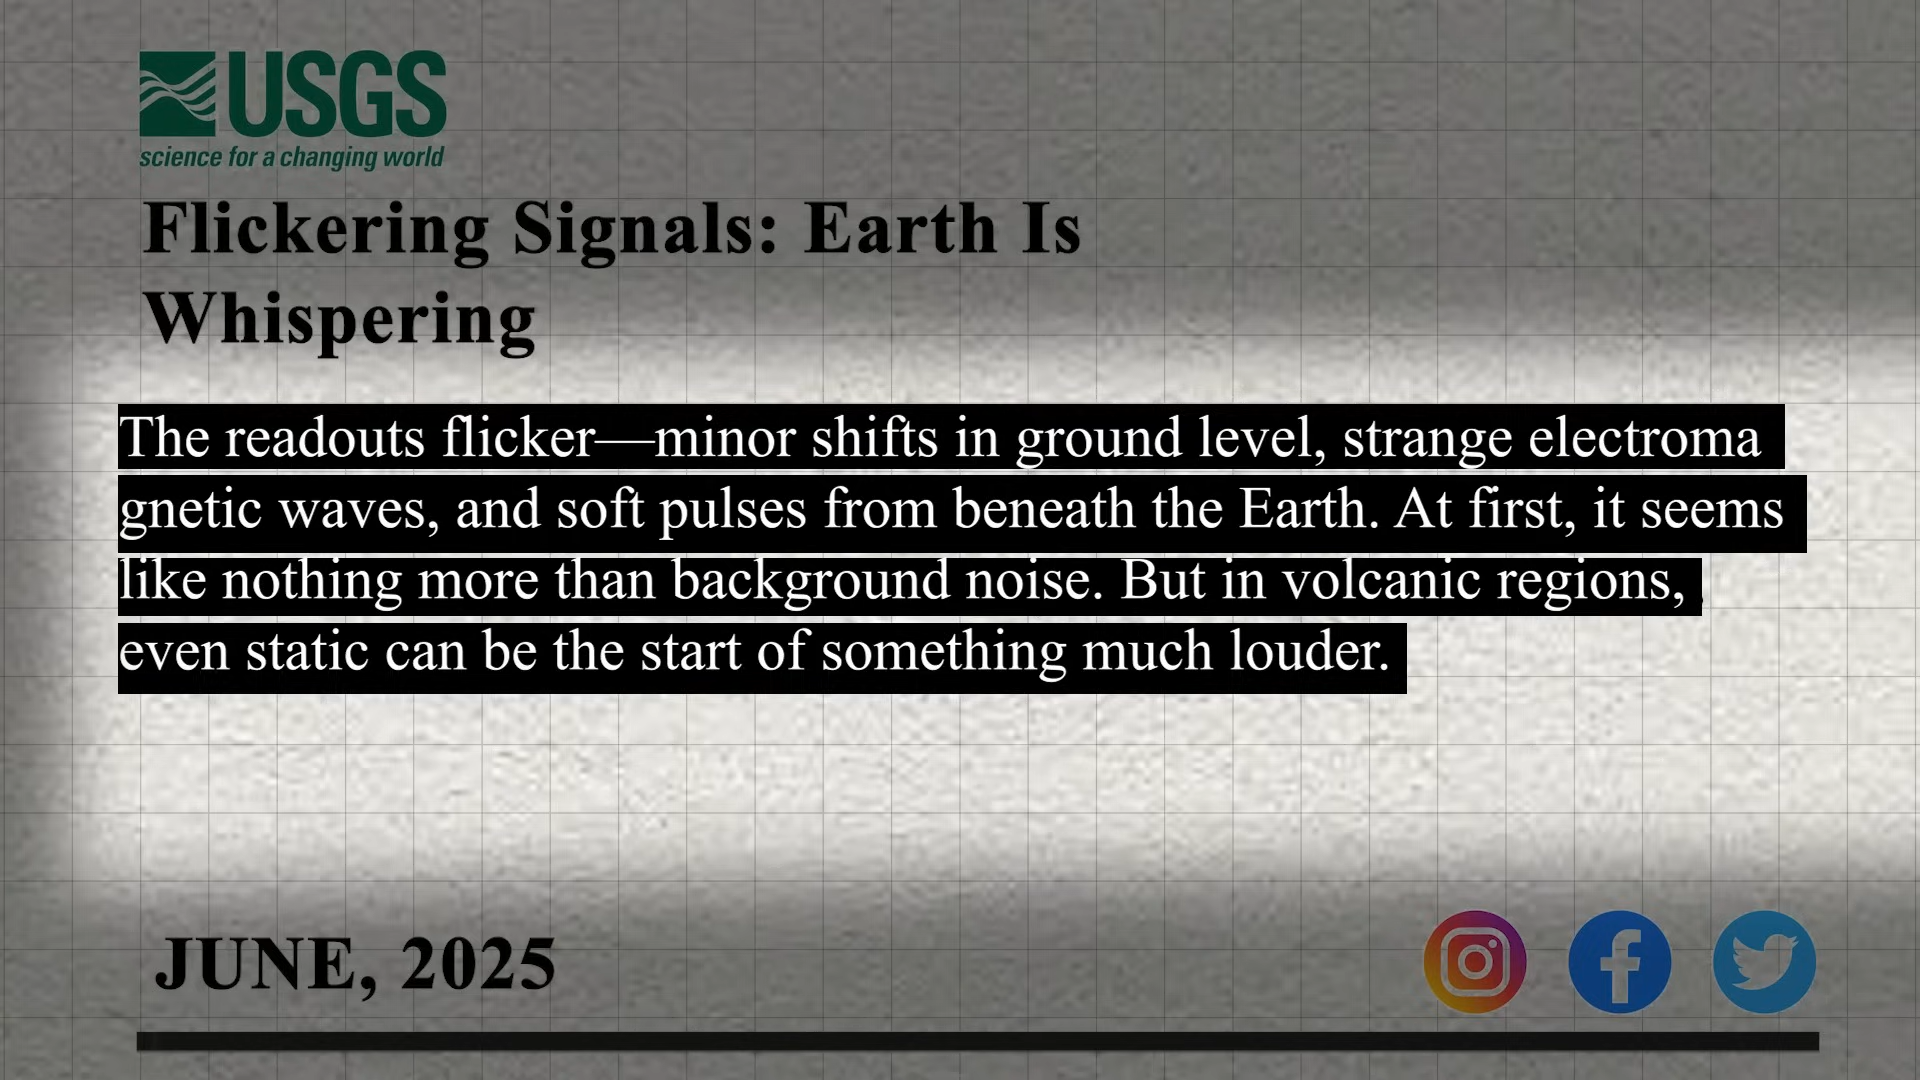 USGS
science for a changing world
Flickering Signals: Earth Is
Whispering
The readouts flicker—minor shifts in ground level, strange electroma
gnetic waves, and soft pulses from beneath the Earth. At first, it seems
like nothing more than background noise. But in volcanic regions,
even static can be the start of something much louder.
JUNE, 2025